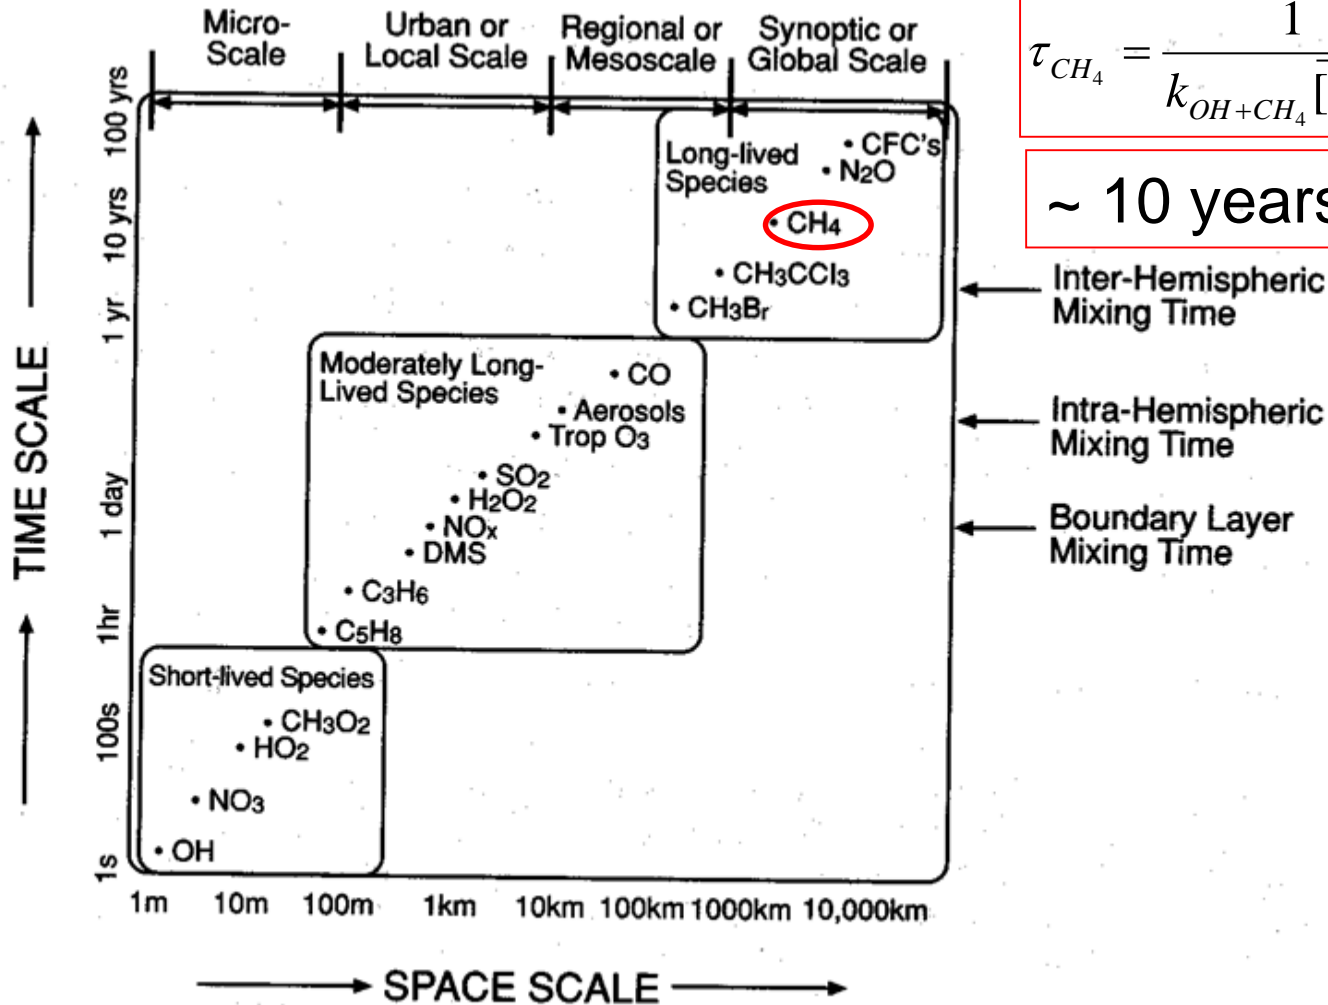 Micro-
Scale
Urban or
Local Scale
Regional or
Mesoscale
Synoptic or
Global Scale
τCH4 = 1
kOH+CH4 [
~ 10 years
TIME SCALE
100 yrs
10 yrs
1 yr
1 day
1hr
100s
1s
Long-lived
Species
• CFC's
• N2O
• CH4
• CH3CCl3
• CH3Br
Moderately Long-
Lived Species
• CO
• Aerosols
• Trop O3
• SO2
• H2O2
• NOx
• DMS
• C3H6
• C5H8
Short-lived Species
• CH3O2
• HO2
• NO3
• OH
Inter-Hemispheric
Mixing Time
Intra-Hemispheric
Mixing Time
Boundary Layer
Mixing Time
1m 10m 100m 1km 10km 100km 1000km 10,000km
SPACE SCALE